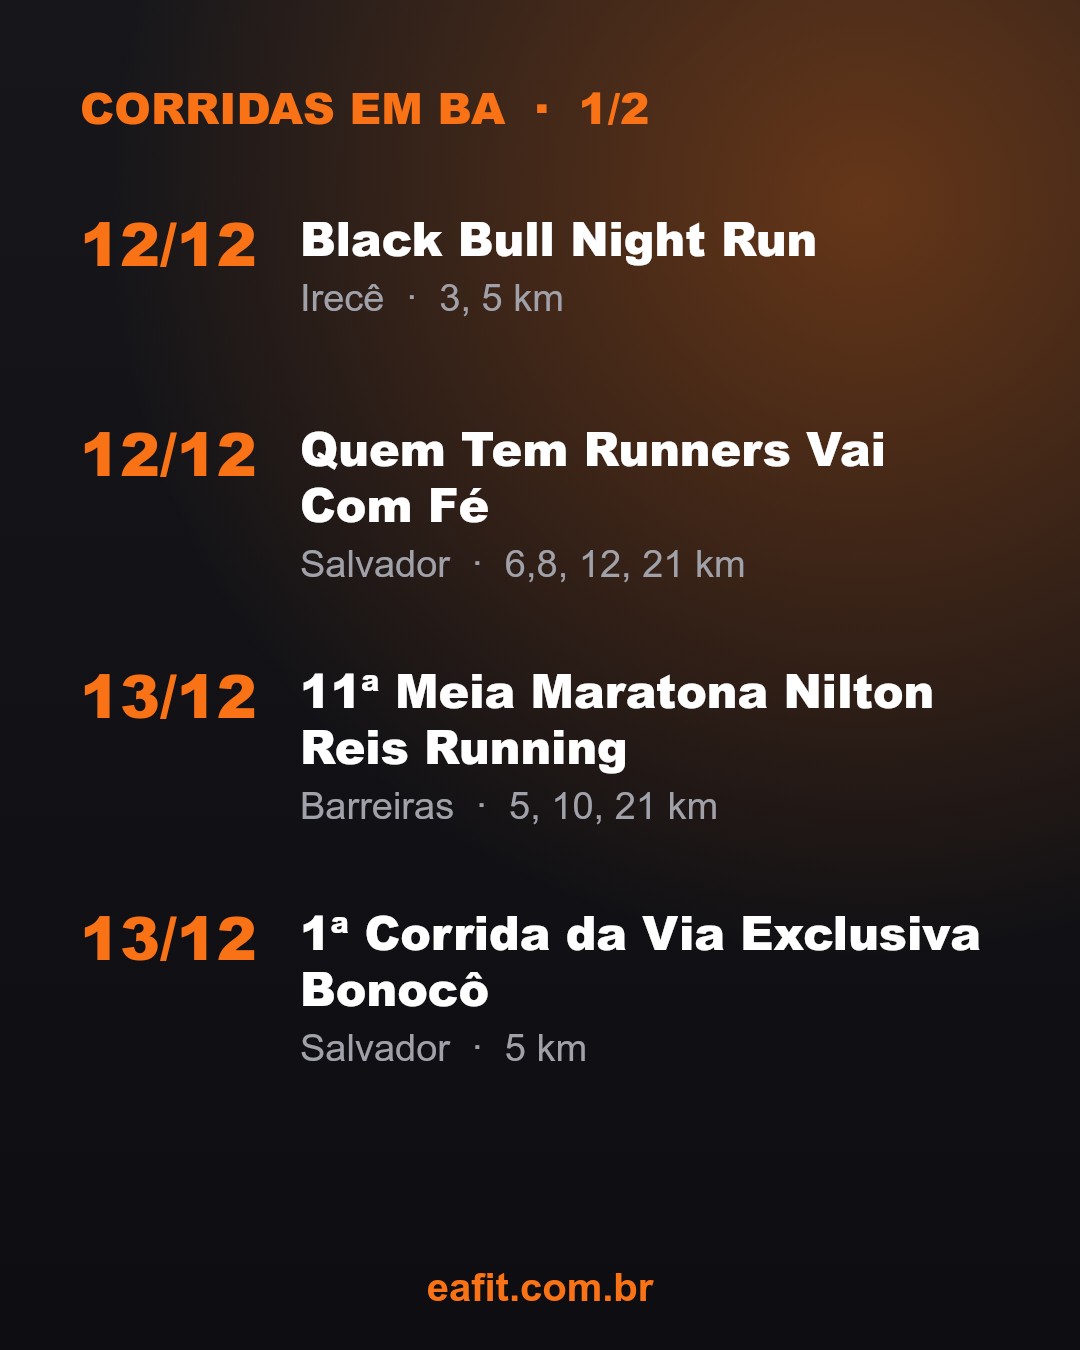 CORRIDAS EM BA · 1/2
12/12 Black Bull Night Run
Irecê · 3, 5 km
12/12 Quem Tem Runners Vai
Com Fé
Salvador · 6,8, 12, 21 km
13/12 11ª Meia Maratona Nilton
Reis Running
Barreiras · 5, 10, 21 km
13/12 1ª Corrida da Via Exclusiva
Bonocô
Salvador · 5 km
eafit.com.br